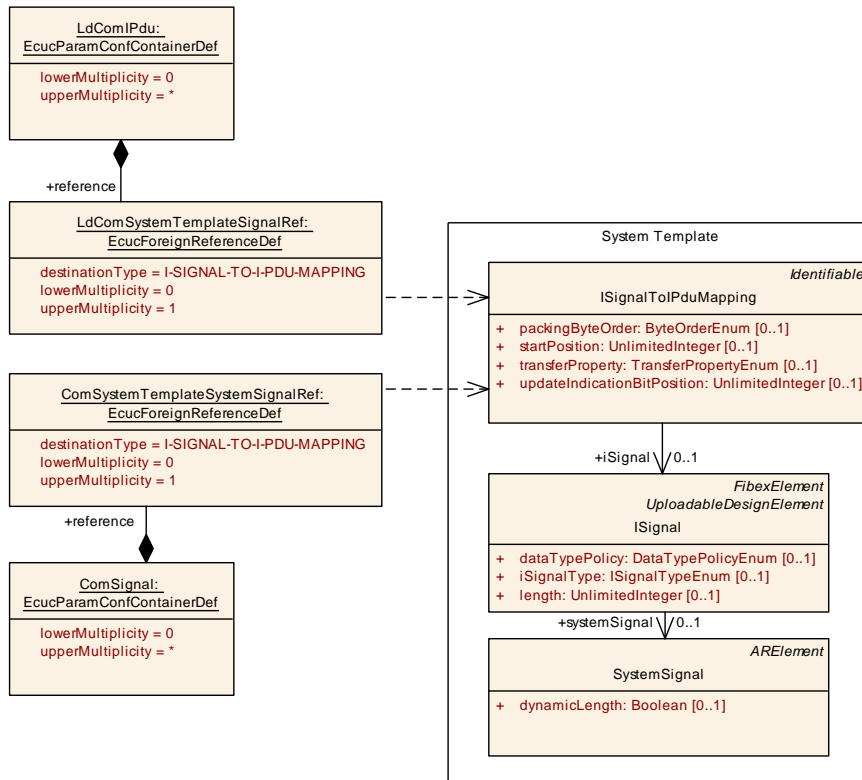 LdComIPdu:
EcucParamConfContainerDef
lowerMultiplicity = 0
upperMultiplicity = *
+reference
LdComSystemTemplateSignalRef:
EcucForeignReferenceDef
destinationType = I-SIGNAL-TO-I-PDU-MAPPING
lowerMultiplicity = 0
upperMultiplicity = 1
ComSystemTemplateSystemSignalRef:
EcucForeignReferenceDef
destinationType = I-SIGNAL-TO-I-PDU-MAPPING
lowerMultiplicity = 0
upperMultiplicity = 1
+reference
ComSignal:
EcucParamConfContainerDef
lowerMultiplicity = 0
upperMultiplicity = *
System Template
Identifiable
ISignalToIPduMapping
+ packingByteOrder: ByteOrderEnum [0..1]
+ startPosition: UnlimitedInteger [0..1]
+ transferProperty: TransferPropertyEnum [0..1]
+ updateIndicationBitPosition: UnlimitedInteger [0..1]
+iSignal 0..1
FibexElement
UploadableDesignElement
ISignal
+ dataTypePolicy: DataTypePolicyEnum [0..1]
+ iSignalType: ISignalTypeEnum [0..1]
+ length: UnlimitedInteger [0..1]
+systemSignal 0..1
ARElement
SystemSignal
+ dynamicLength: Boolean [0..1]